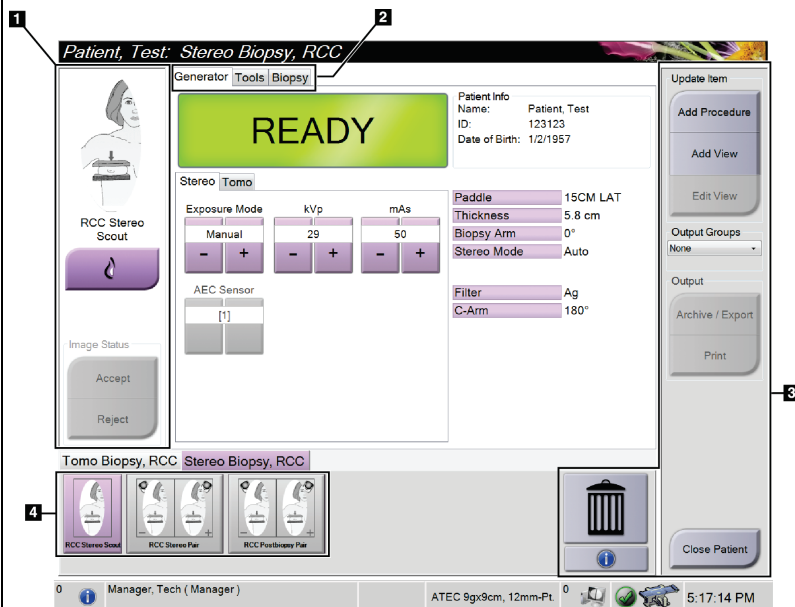 1
2
Patient, Test: Stereo Biopsy, RCC
Generator Tools Biopsy
Update Item
READY
Patient Info
Name: Patient, Test
ID: 123123
Date of Birth: 1/2/1957
Add Procedure
Add View
Edit View
Stereo Tomo
Exposure Mode kVp mAs
Manual 29 50
- + - + - +
AEC Sensor
[1]
Paddle 15CM LAT
Thickness 5.8 cm
Biopsy Arm 0°
Stereo Mode Auto
Filter Ag
C-Arm 180°
RCC Stereo
Scout
Output Groups
None
Output
Archive / Export
Print
Image Status
Accept
Reject
3
Tomo Biopsy, RCC Stereo Biopsy, RCC
4
RCC Stereo Scout
- +
RCC Stereo Pair
- +
RCC Postbiopsy Pair
i
Close Patient
0 i Manager, Tech ( Manager ) ATEC 9gx9cm, 12mm-Pt. 0 5:17:14 PM